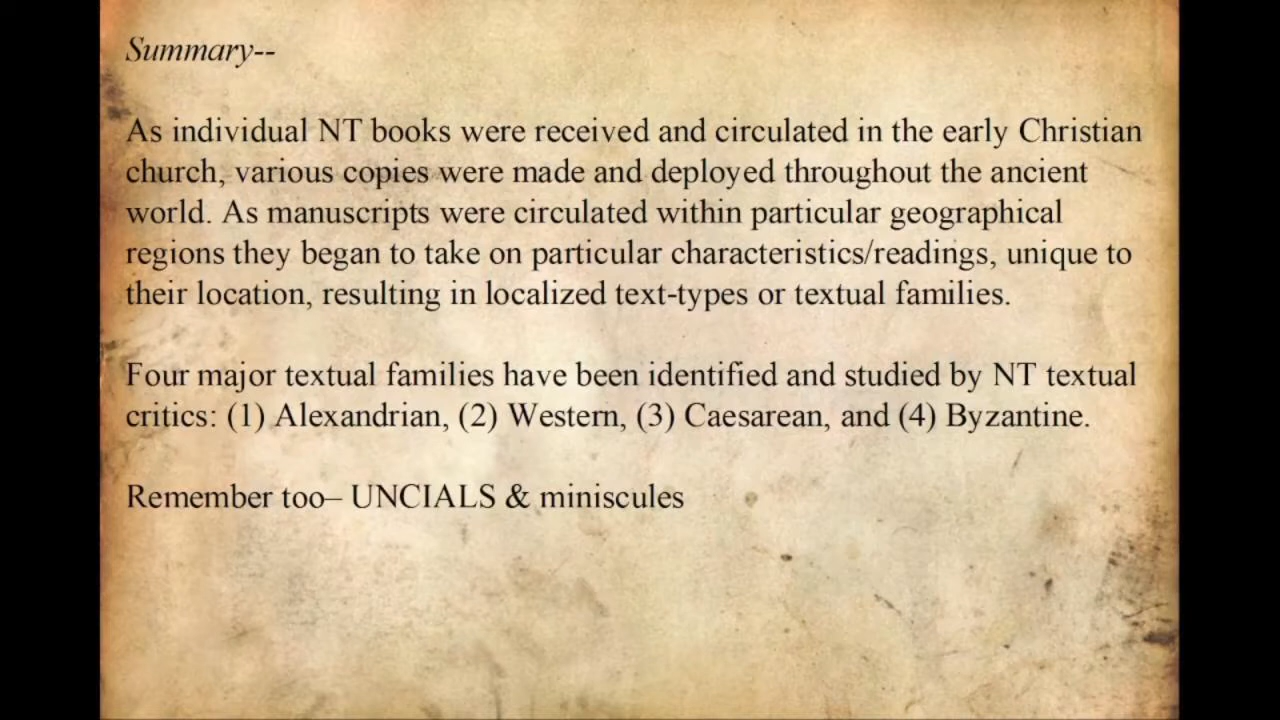 Summary--
As individual NT books were received and circulated in the early Christian
church, various copies were made and deployed throughout the ancient
world. As manuscripts were circulated within particular geographical
regions they began to take on particular characteristics/readings, unique to
their location, resulting in localized text-types or textual families.
Four major textual families have been identified and studied by NT textual
critics: (1) Alexandrian, (2) Western, (3) Caesarean, and (4) Byzantine.
Remember too– UNCIALS & miniscules